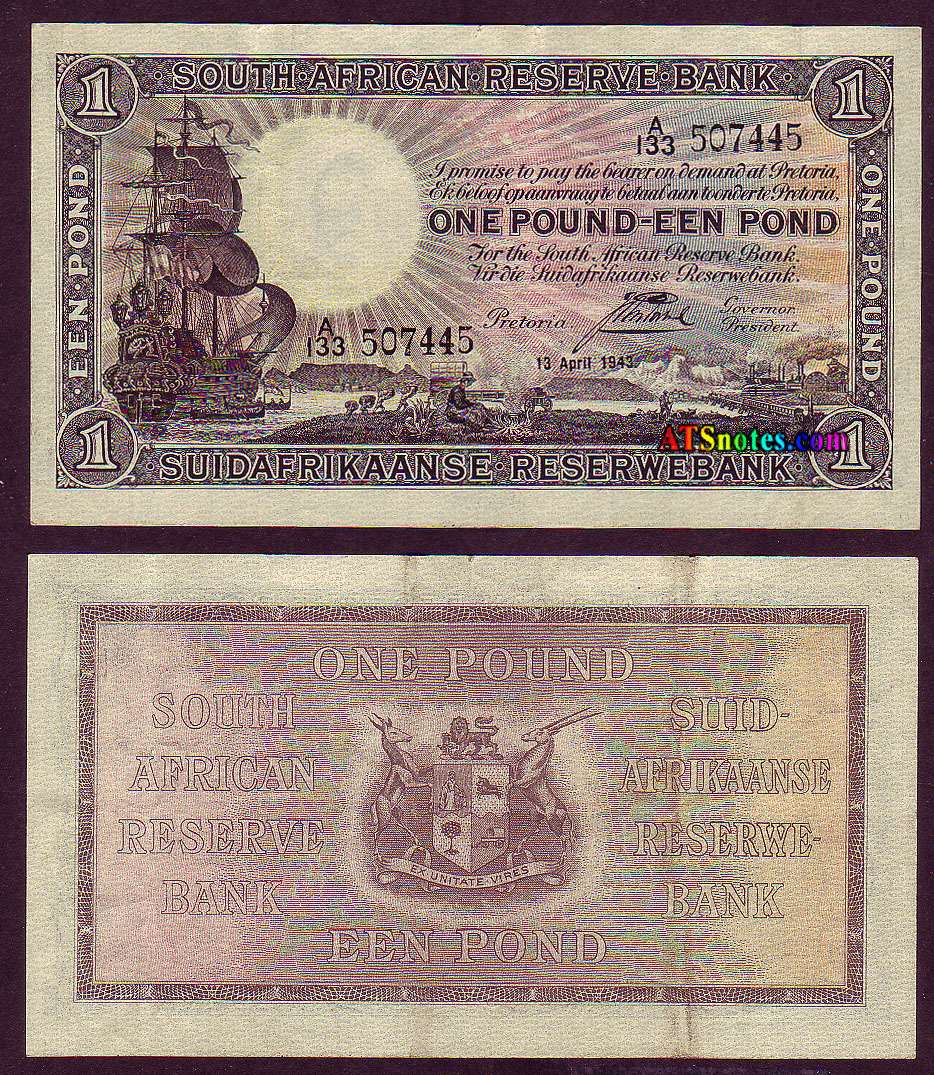 1 · SOUTH · AFRICAN · RESERVE · BANK · 1
A
133 507445
I promise to pay the bearer on demand at Pretoria,
Ek beloof op aanvraag te betaal aan toonder te Pretoria,
ONE POUND-EEN POND
For the South African Reserve Bank.
Vir die Suidafrikaanse Reserwebank.
Pretoria
Governor
President.
A
133 507445
13 April 1943
EEN POND
ONE POUND
ATSnotes.com
1 · SUIDAFRIKAANSE · RESERWEBANK · 1
ONE POUND
SOUTH
AFRICAN
RESERVE
BANK
SUID-
AFRIKAANSE
RESERWE-
BANK
EX UNITATE VIRES
EEN POND